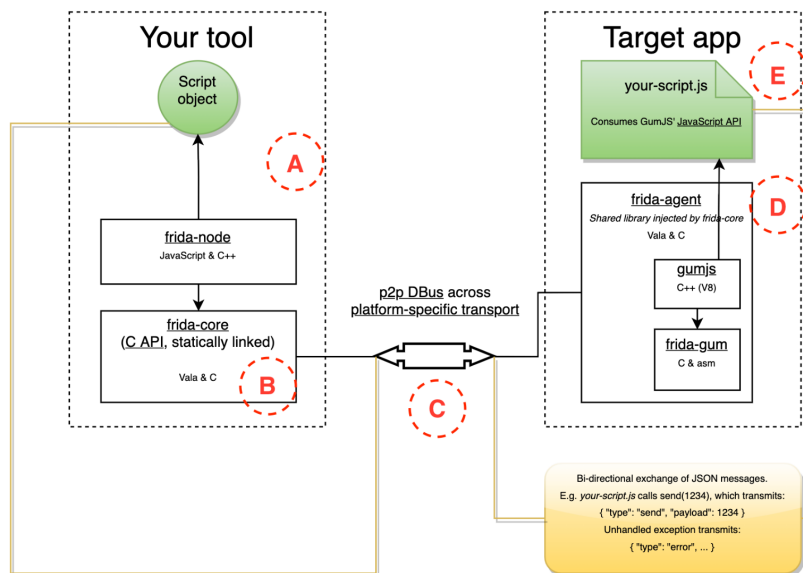 Your tool
Script
object
A
frida-node
JavaScript & C++
frida-core
(C API, statically linked)
Vala & C
B
p2p DBus across
platform-specific transport
C
Target app
E
your-script.js
Consumes GumJS' JavaScript API
D
frida-agent
Shared library injected by frida-core
Vala & C
gumjs
C++ (V8)
frida-gum
C & asm
Bi-directional exchange of JSON messages.
E.g. your-script.js calls send(1234), which transmits:
{ "type": "send", "payload": 1234 }
Unhandled exception transmits:
{ "type": "error", ... }